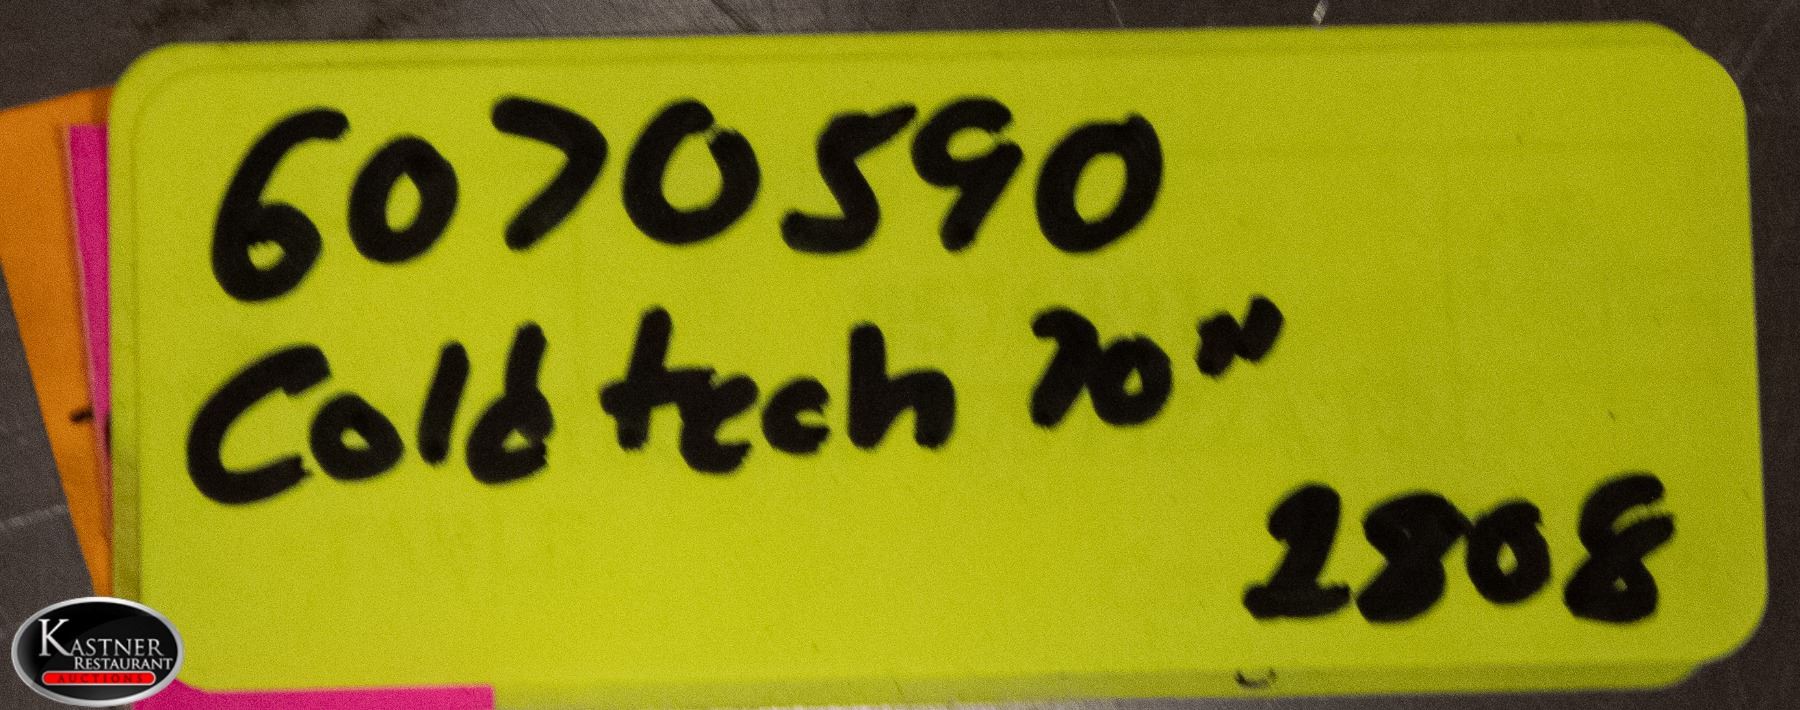 6070590
Coldtech 70"
2808
KASTNER
RESTAURANT
AUCTIONS